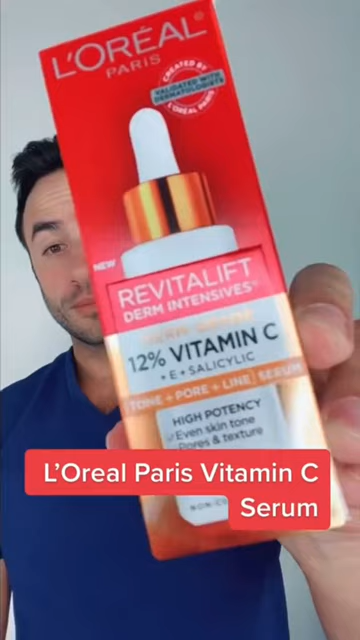 L'ORÉAL
PARIS
CREATED BY
VALIDATED WITH
DERMATOLOGISTS
L'ORÉAL PARIS
NEW
REVITALIFT
DERM INTENSIVES
12% VITAMIN C
+ E + SALICYLIC
TONE + PORE + LINE SERUM
HIGH POTENCY
✓Even skin tone
Pores & texture
L'Oreal Paris Vitamin C
Serum